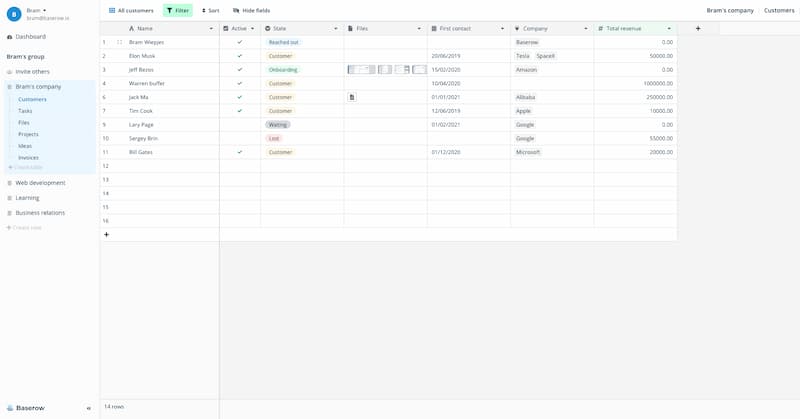 Bram
bram@baserow.io
Dashboard
Bram's group
Invite others
Bram's company
Customers
Tasks
Files
Projects
Ideas
Invoices
Create table
Web development
Learning
Business relations
Create new
Baserow
All customers Filter Sort Hide fields Bram's company Customers
Name Active State Files First contact Company Total revenue
1 Bram Wiepjes Reached out Baserow 0.00
2 Elon Musk Customer 20/06/2019 Tesla SpaceX 50000.00
3 Jeff Bezos Onboarding 15/02/2020 Amazon 0.00
4 Warren buffer Customer 10/04/2020 1000000.00
6 Jack Ma Customer 01/01/2021 Alibaba 250000.00
7 Tim Cook Customer 12/06/2019 Apple 10000.00
9 Lary Page Waiting 01/02/2021 Google 0.00
10 Sergey Brin Lost Google 55000.00
11 Bill Gates Customer 01/12/2020 Microsoft 20000.00
12
13
14
15
16
14 rows